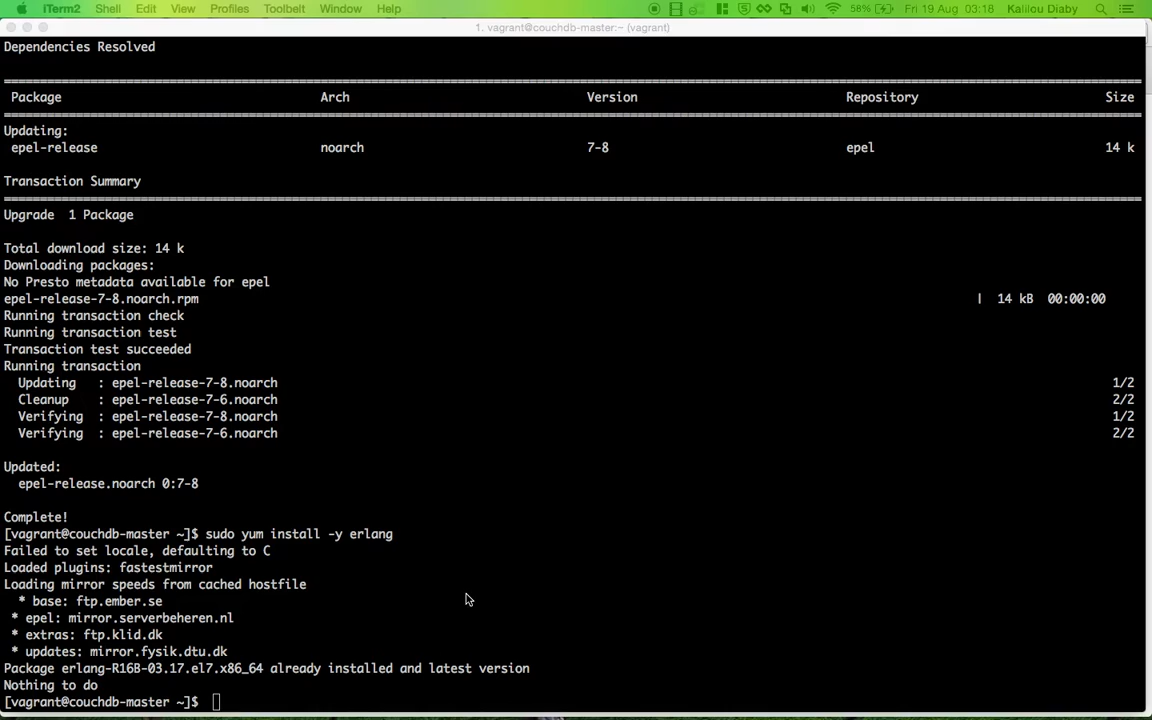 iTerm2 Shell Edit View Profiles Toolbelt Window Help 58% Fri 19 Aug 03:18 Kalilou Diaby
1. vagrant@couchdb-master:~ (vagrant)
Dependencies Resolved
Package Arch Version Repository Size
Updating:
epel-release noarch 7-8 epel 14 k
Transaction Summary
Upgrade 1 Package
Total download size: 14 k
Downloading packages:
No Presto metadata available for epel
epel-release-7-8.noarch.rpm | 14 kB 00:00:00
Running transaction check
Running transaction test
Transaction test succeeded
Running transaction
Updating : epel-release-7-8.noarch 1/2
Cleanup : epel-release-7-6.noarch 2/2
Verifying : epel-release-7-8.noarch 1/2
Verifying : epel-release-7-6.noarch 2/2
Updated:
epel-release.noarch 0:7-8
Complete!
[vagrant@couchdb-master ~]$ sudo yum install -y erlang
Failed to set locale, defaulting to C
Loaded plugins: fastestmirror
Loading mirror speeds from cached hostfile
* base: ftp.ember.se
* epel: mirror.serverbeheren.nl
* extras: ftp.klid.dk
* updates: mirror.fysik.dtu.dk
Package erlang-R16B-03.17.el7.x86_64 already installed and latest version
Nothing to do
[vagrant@couchdb-master ~]$